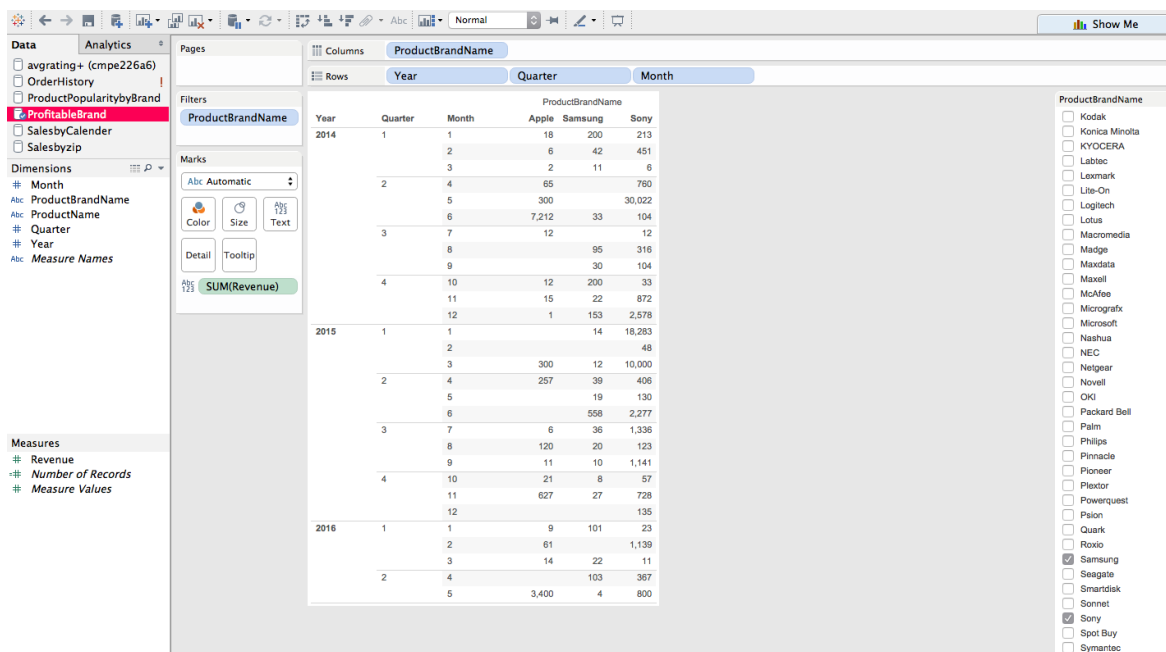 Abc Normal Show Me
Data Analytics
avgrating+ (cmpe226a6)
OrderHistory !
ProductPopularitybyBrand
ProfitableBrand
SalesbyCalender
Salesbyzip
Dimensions
# Month
Abc ProductBrandName
Abc ProductName
# Quarter
# Year
Abc Measure Names
Measures
# Revenue
=# Number of Records
# Measure Values
Pages
Filters
ProductBrandName
Marks
Abc Automatic
Color Size Abc 123 Text
Detail Tooltip
Abc 123 SUM(Revenue)
Columns ProductBrandName
Rows Year Quarter Month
ProductBrandName
Year Quarter Month Apple Samsung Sony
2014 1 1 18 200 213
2 6 42 451
3 2 11 6
2 4 65 760
5 300 30,022
6 7,212 33 104
3 7 12 12
8 95 316
9 30 104
4 10 12 200 33
11 15 22 872
12 1 153 2,578
2015 1 1 14 18,283
2 48
3 300 12 10,000
2 4 257 39 406
5 19 130
6 558 2,277
3 7 6 36 1,336
8 120 20 123
9 11 10 1,141
4 10 21 8 57
11 627 27 728
12 135
2016 1 1 9 101 23
2 61 1,139
3 14 22 11
2 4 103 367
5 3,400 4 800
ProductBrandName
Kodak
Konica Minolta
KYOCERA
Labtec
Lexmark
Lite-On
Logitech
Lotus
Macromedia
Madge
Maxdata
Maxell
McAfee
Micrografx
Microsoft
Nashua
NEC
Netgear
Novell
OKI
Packard Bell
Palm
Philips
Pinnacle
Pioneer
Plextor
Powerquest
Psion
Quark
Roxio
Samsung
Seagate
Smartdisk
Sonnet
Sony
Spot Buy
Symantec